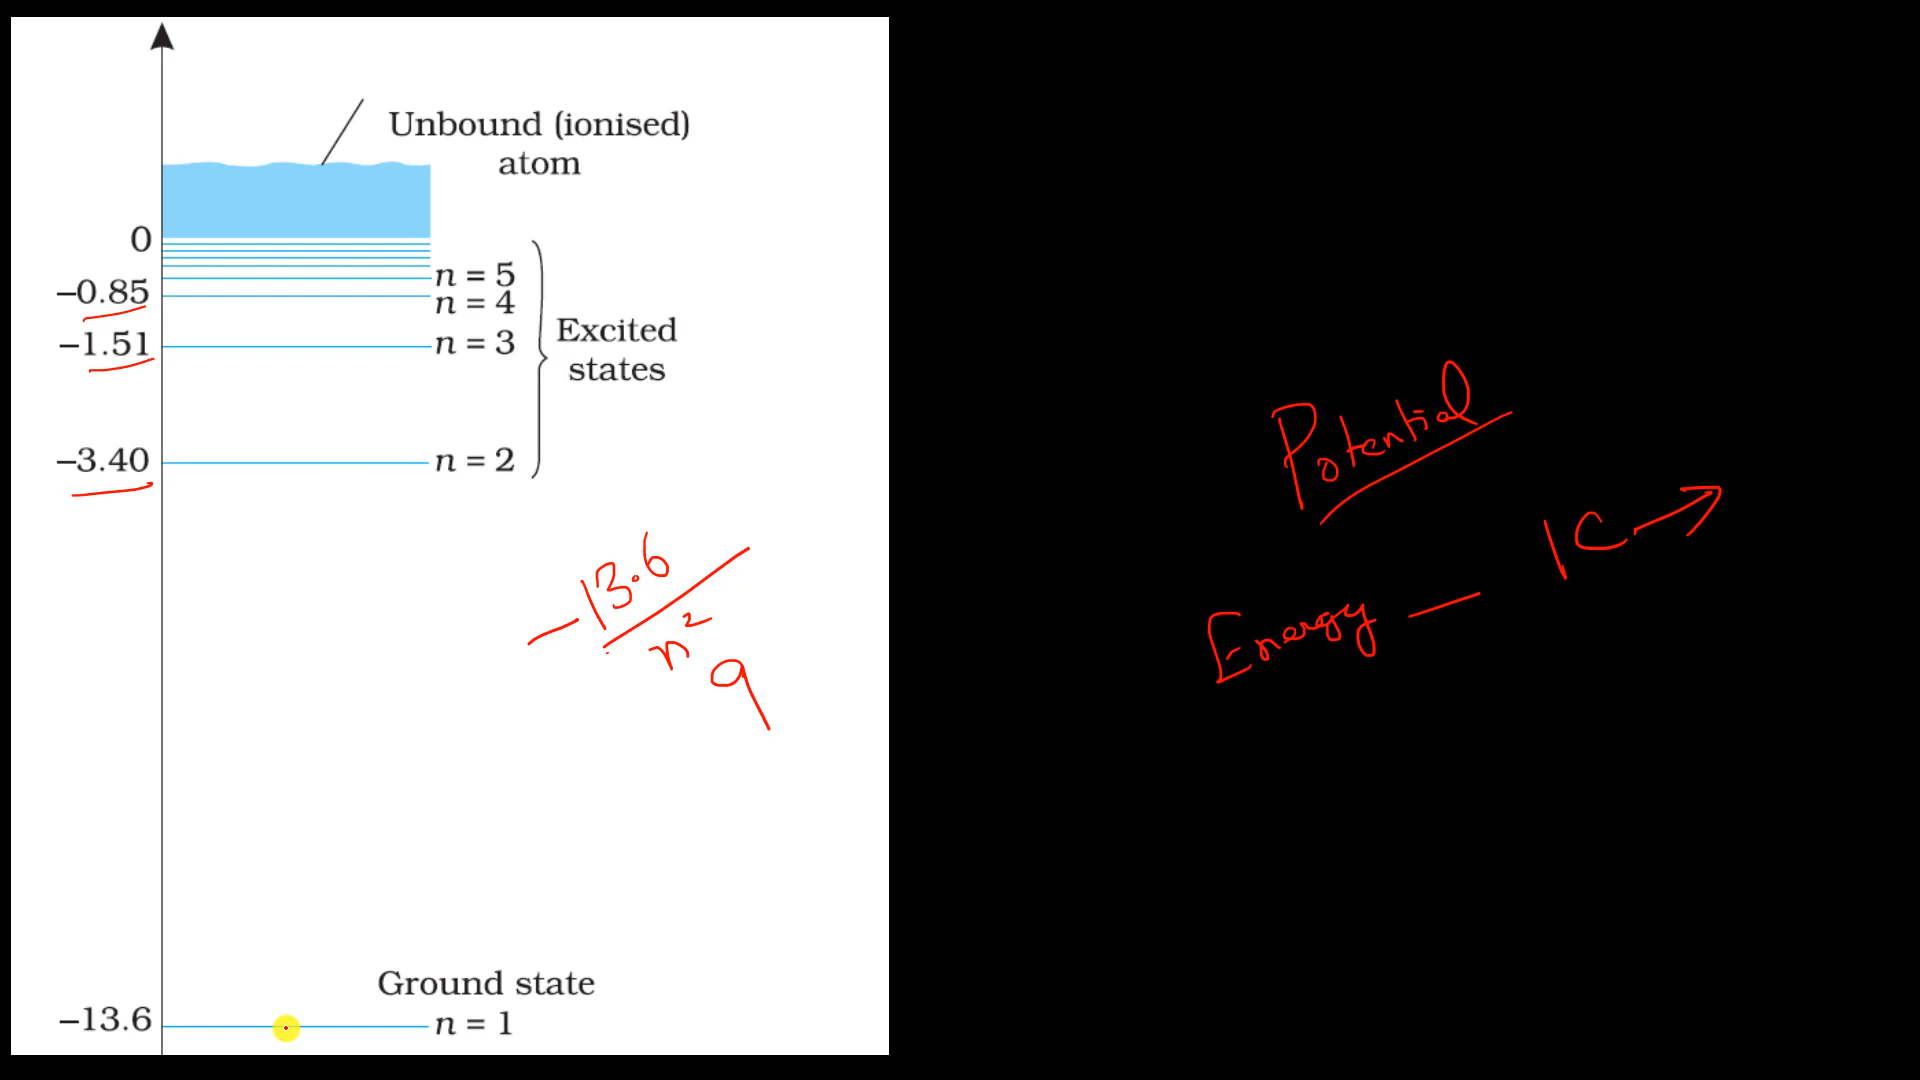 Unbound (ionised)
atom
0
n = 5
–0.85
n = 4
–1.51
n = 3
Excited
states
–3.40
n = 2
–13.6
n²
9
Ground state
–13.6
n = 1
Potential
Energy – 1C →